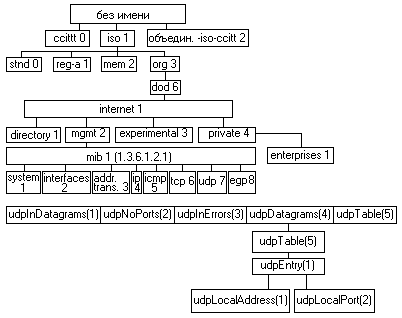 без имени
ccittt 0 iso 1 объедин. -iso-ccitt 2
stnd 0 reg-a 1 mem 2 org 3
dod 6
internet 1
directory 1 mgmt 2 experimental 3 private 4
mib 1 (1.3.6.1.2.1) enterprises 1
system interfaces addr. ip icmp tcp 6 udp 7 egp8
1 2 trans. 3 4 5
udpInDatagrams(1) udpNoPorts(2) udpInErrors(3) udpDatagrams(4) udpTable(5)
udpTable(5)
udpEntry(1)
udpLocalAddress(1) udpLocalPort(2)